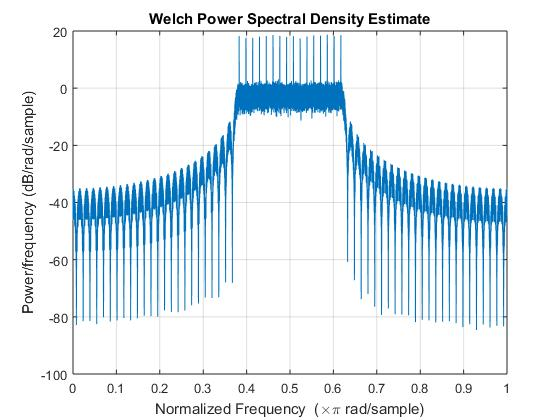 Welch Power Spectral Density Estimate
20
0
-20
-40
-60
-80
-100
Power/frequency (dB/rad/sample)
0 0.1 0.2 0.3 0.4 0.5 0.6 0.7 0.8 0.9 1
Normalized Frequency (×π rad/sample)